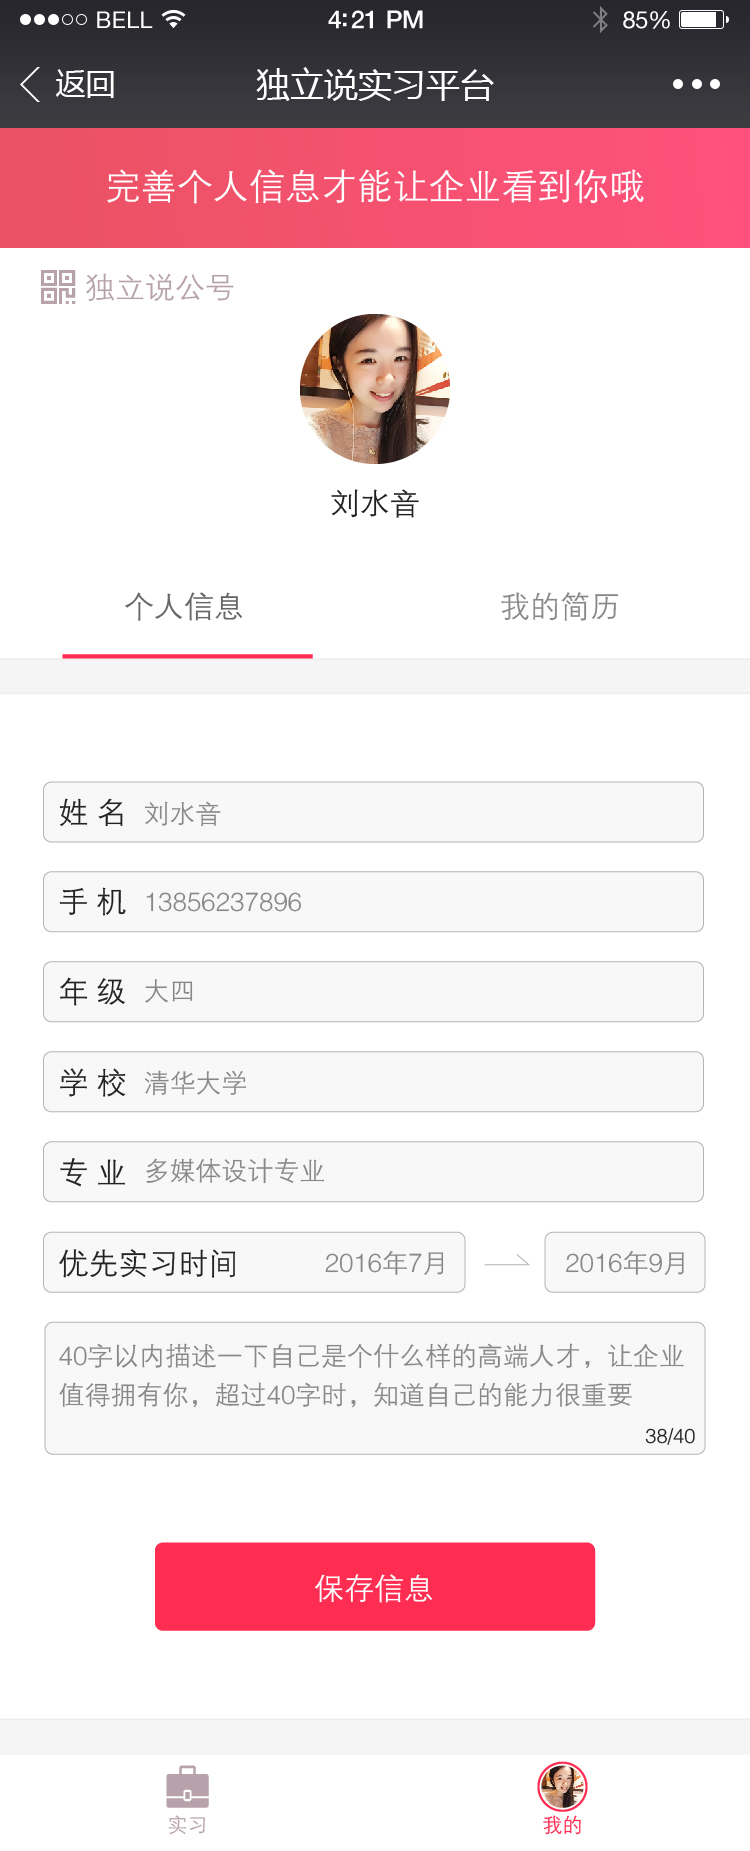 BELL 4:21 PM 85%
返回 独立说实习平台
完善个人信息才能让企业看到你哦
独立说公号
刘水音
个人信息 我的简历
姓 名 刘水音
手 机 13856237896
年 级 大四
学 校 清华大学
专 业 多媒体设计专业
优先实习时间 2016年7月 2016年9月
40字以内描述一下自己是个什么样的高端人才，让企业
值得拥有你，超过40字时，知道自己的能力很重要
38/40
保存信息
实习 我的